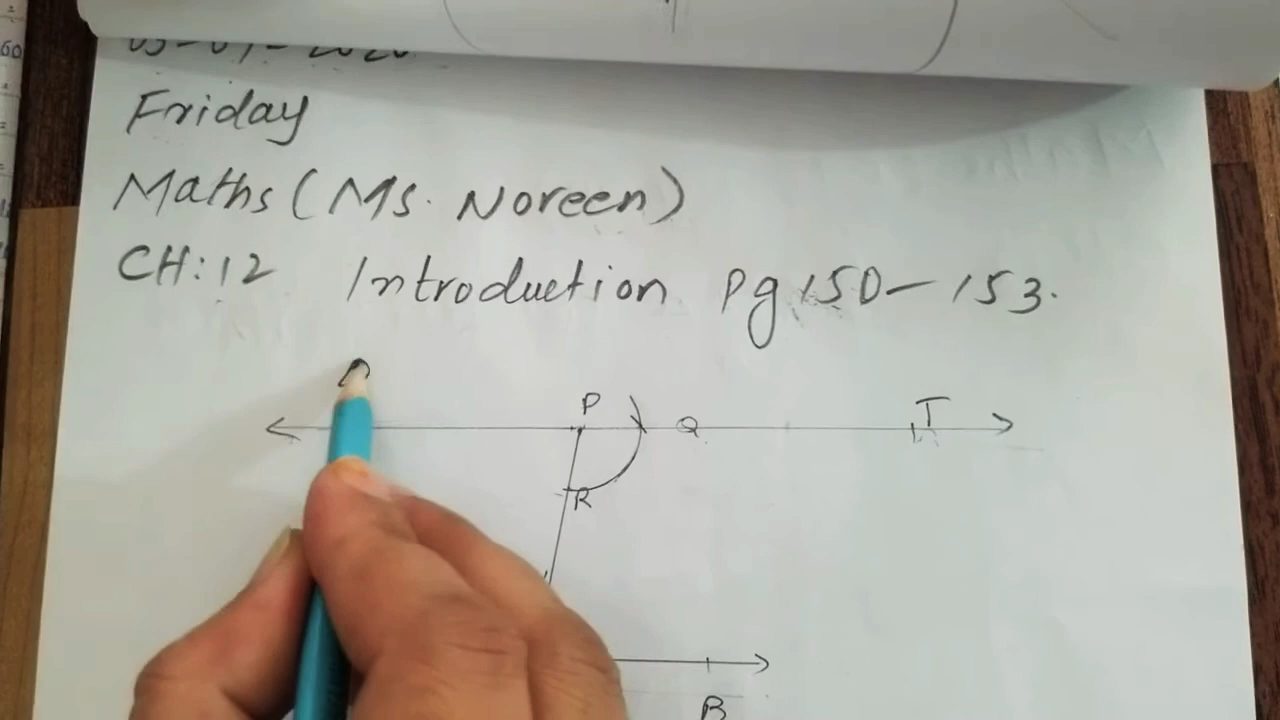 Friday
Maths (Ms. Noreen)
CH:12 Introduction Pg 150-153.
P Q T
R
B